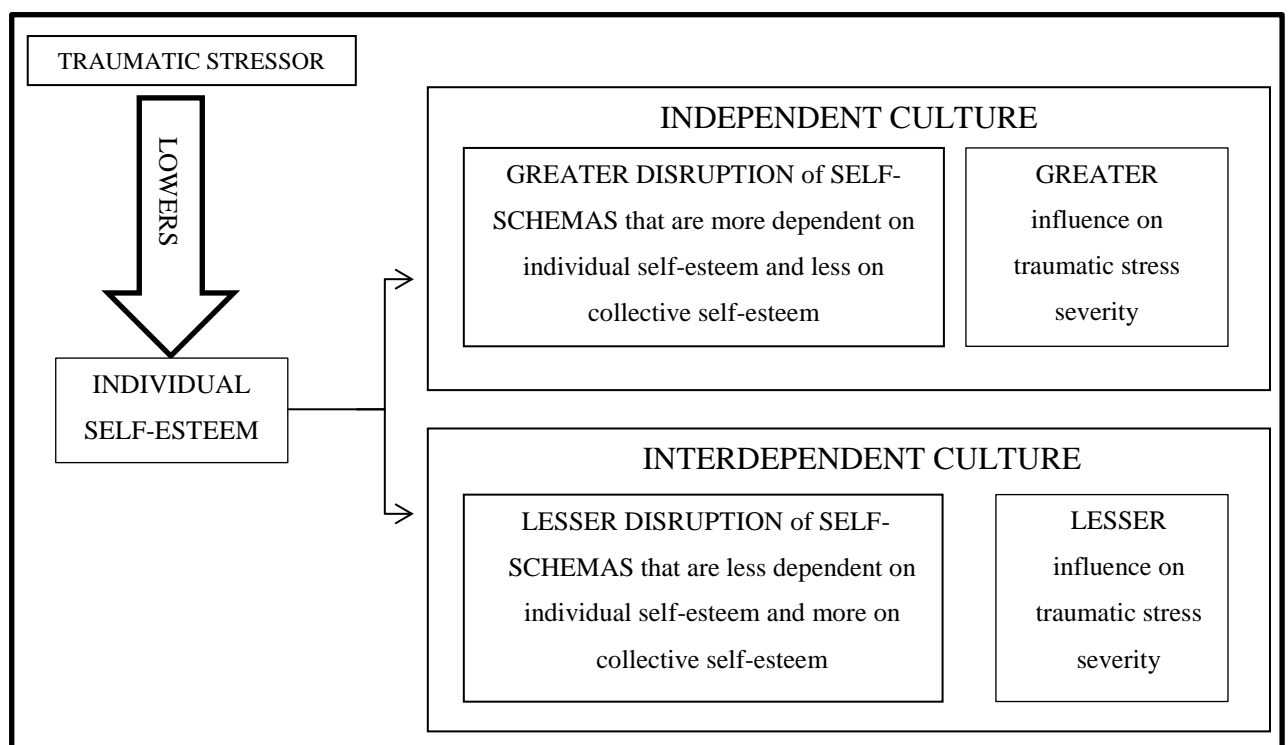 TRAUMATIC STRESSOR
LOWERS
INDIVIDUAL
SELF-ESTEEM
INDEPENDENT CULTURE
GREATER DISRUPTION of SELF-
SCHEMAS that are more dependent on
individual self-esteem and less on
collective self-esteem
GREATER
influence on
traumatic stress
severity
INTERDEPENDENT CULTURE
LESSER DISRUPTION of SELF-
SCHEMAS that are less dependent on
individual self-esteem and more on
collective self-esteem
LESSER
influence on
traumatic stress
severity